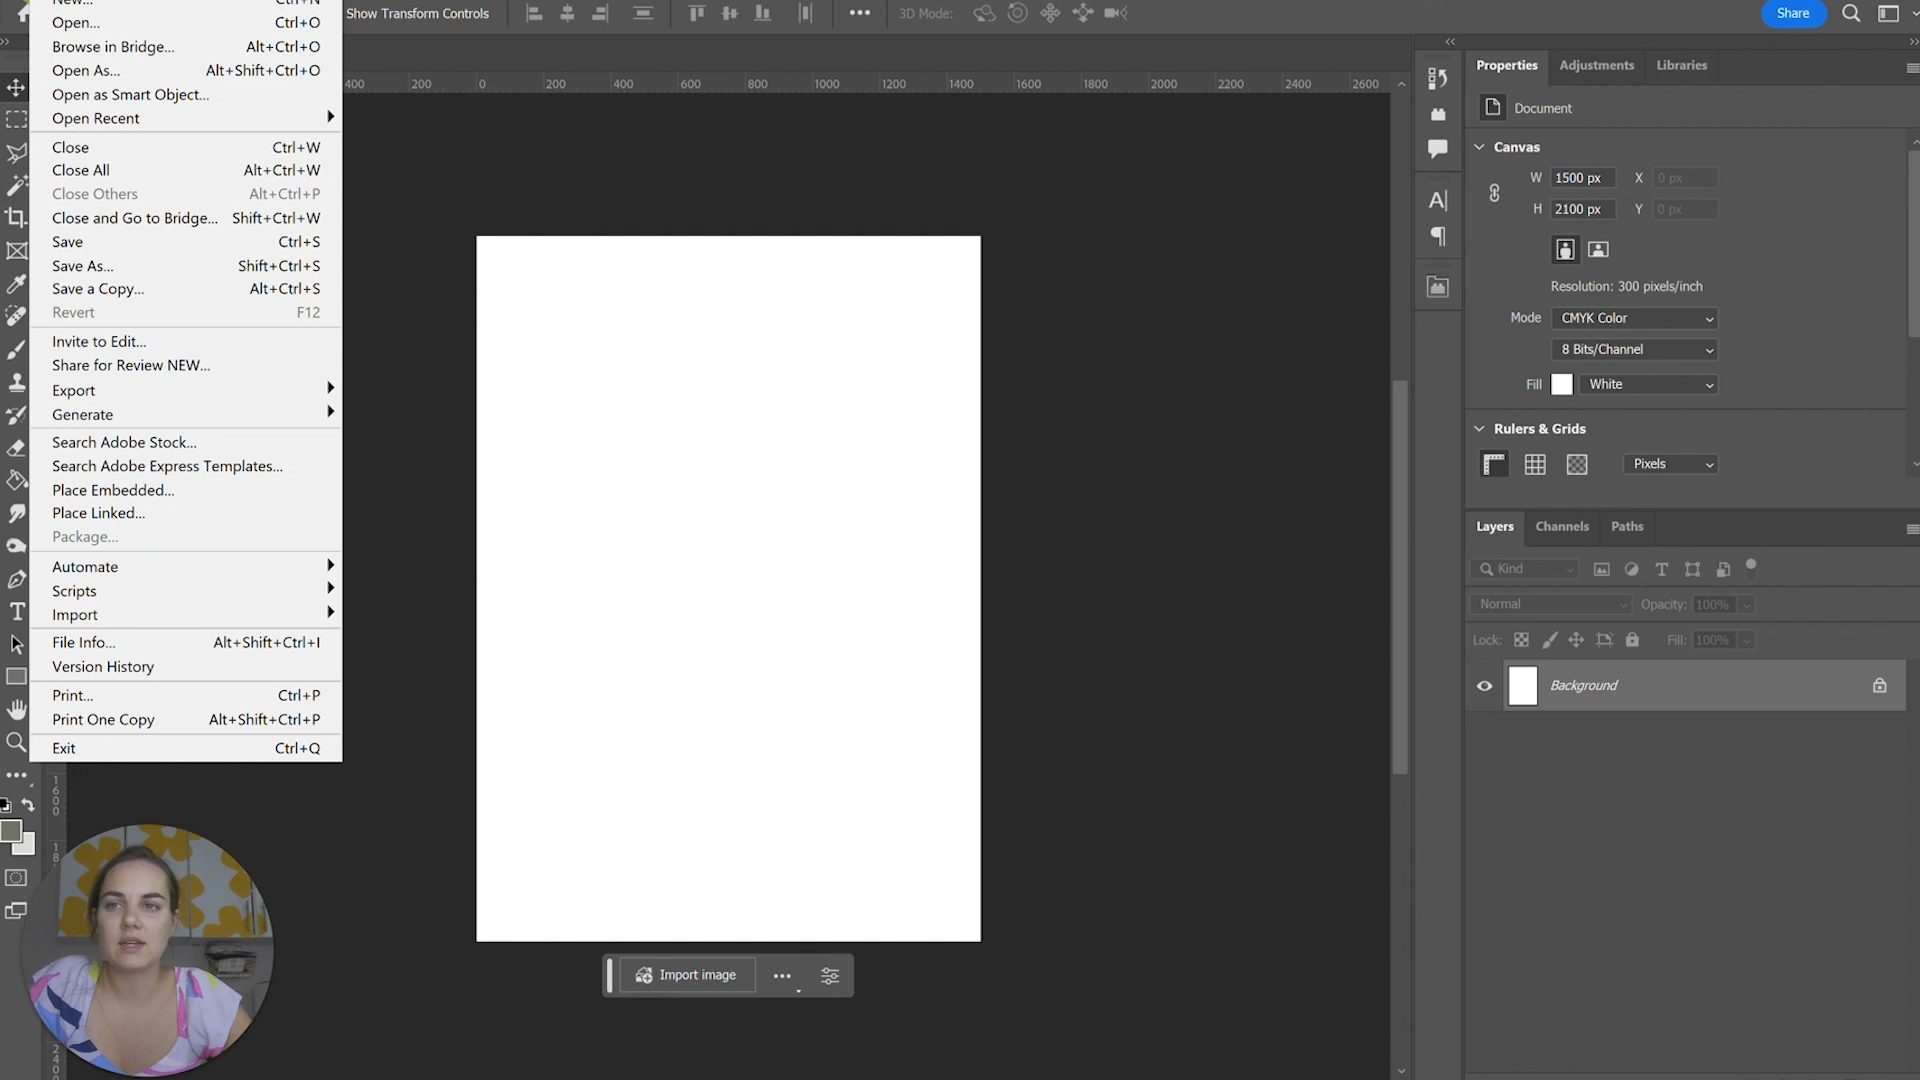 Show Transform Controls
3D Mode:
Share
New... Ctrl+N
Open... Ctrl+O
Browse in Bridge... Alt+Ctrl+O
Open As... Alt+Shift+Ctrl+O
Open as Smart Object...
Open Recent
Close Ctrl+W
Close All Alt+Ctrl+W
Close Others Alt+Ctrl+P
Close and Go to Bridge... Shift+Ctrl+W
Save Ctrl+S
Save As... Shift+Ctrl+S
Save a Copy... Alt+Ctrl+S
Revert F12
Invite to Edit...
Share for Review NEW...
Export
Generate
Search Adobe Stock...
Search Adobe Express Templates...
Place Embedded...
Place Linked...
Package...
Automate
Scripts
Import
File Info... Alt+Shift+Ctrl+I
Version History
Print... Ctrl+P
Print One Copy Alt+Shift+Ctrl+P
Exit Ctrl+Q
400 200 0 200 400 600 800 1000 1200 1400 1600 1800 2000 2200 2400 2600
1600
18
2400
Import image
Properties Adjustments Libraries
Document
Canvas
W 1500 px X 0 px
H 2100 px Y 0 px
Resolution: 300 pixels/inch
Mode CMYK Color
8 Bits/Channel
Fill White
Rulers & Grids
Pixels
Layers Channels Paths
Kind
Normal Opacity: 100%
Lock: Fill: 100%
Background